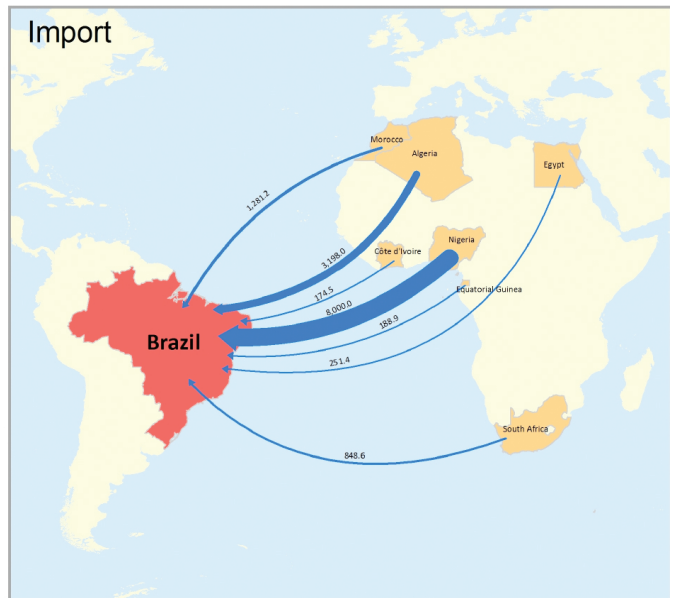 Import
Morocco
Algeria
Egypt
1,281.2
3,198.0
Nigeria
Côte d'Ivoire
174.5
8,000.0
Equatorial Guinea
188.9
Brazil
251.4
South Africa
848.6